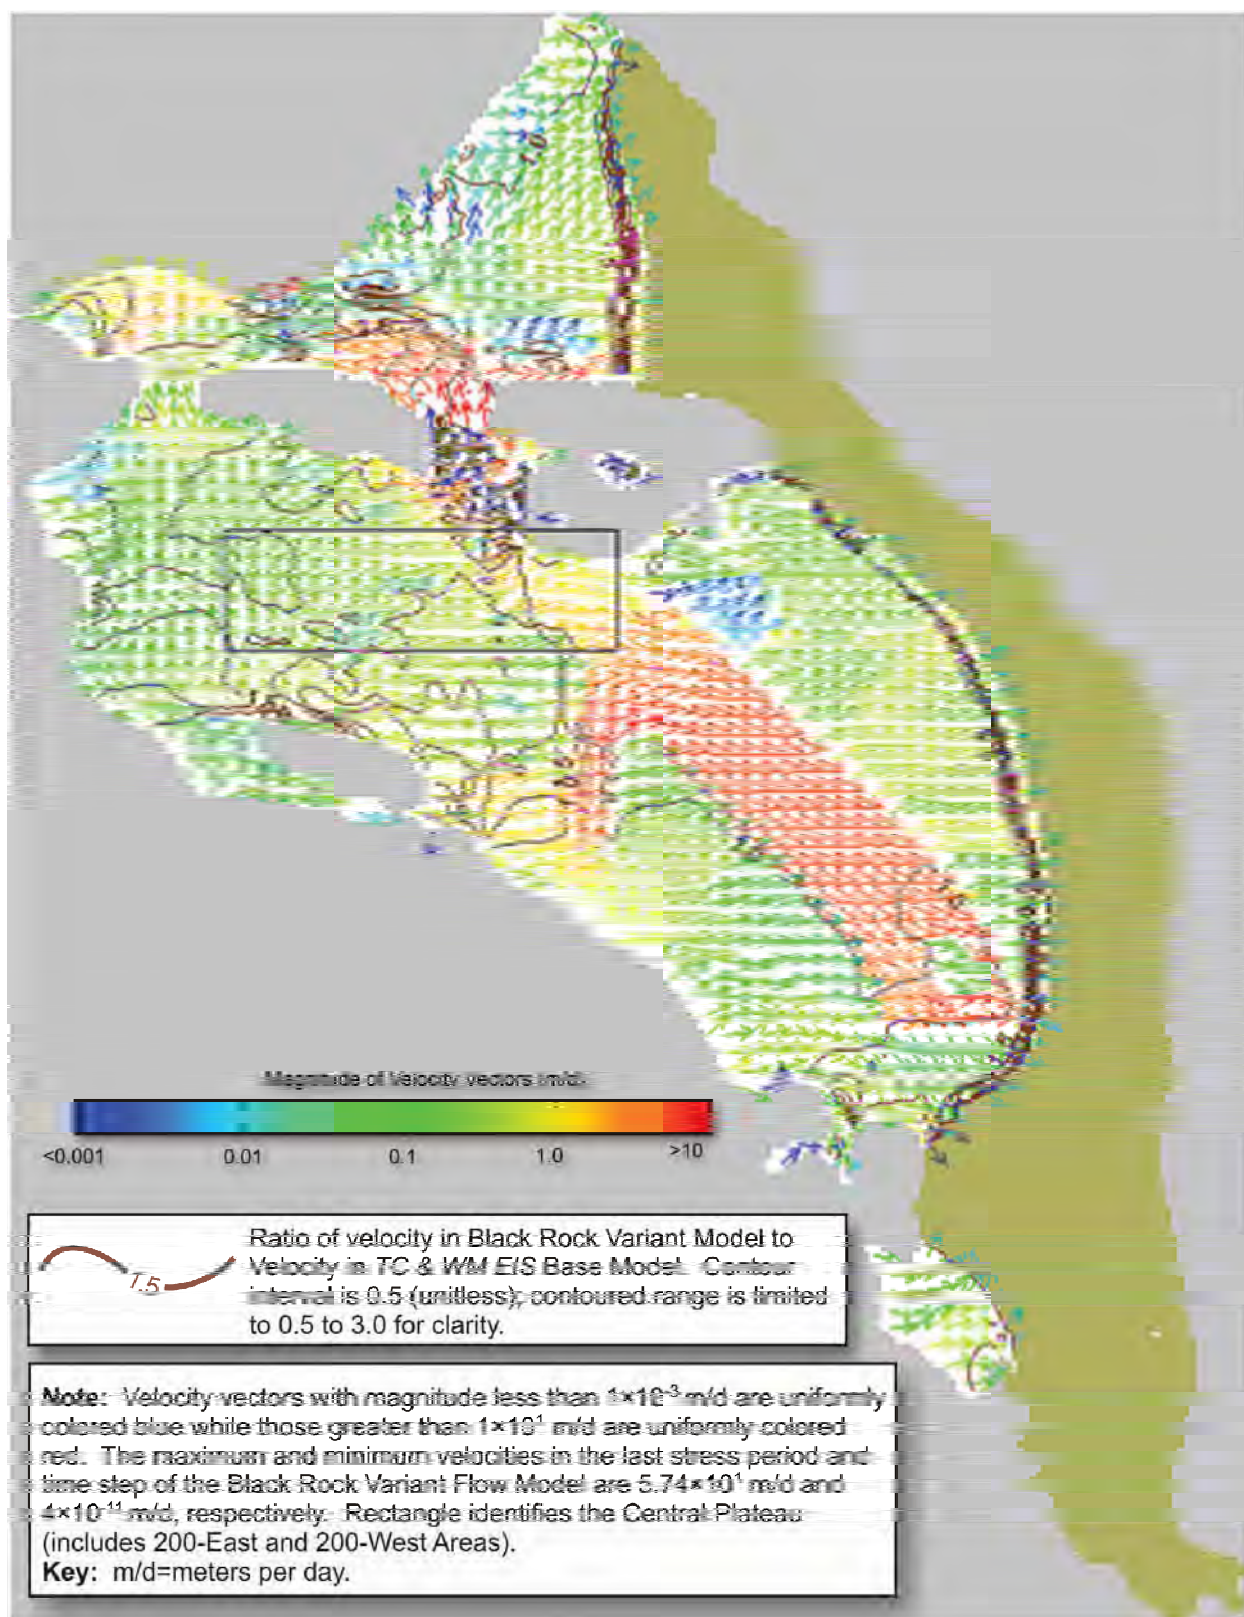 Magnitude of Velocity Vectors (m/d)
<0.001 0.01 0.1 1.0 >10
1.5
Ratio of velocity in Black Rock Variant Model to
Velocity in TC & WM EIS Base Model. Contour
interval is 0.5 (unitless); contoured range is limited
to 0.5 to 3.0 for clarity.
Note: Velocity vectors with magnitude less than 1×10⁻³ m/d are uniformly
colored blue while those greater than 1×10¹ m/d are uniformly colored
red. The maximum and minimum velocities in the last stress period and
time step of the Black Rock Variant Flow Model are 5.74×10¹ m/d and
4×10⁻¹¹ m/d, respectively. Rectangle identifies the Central Plateau
(includes 200-East and 200-West Areas).
Key: m/d=meters per day.